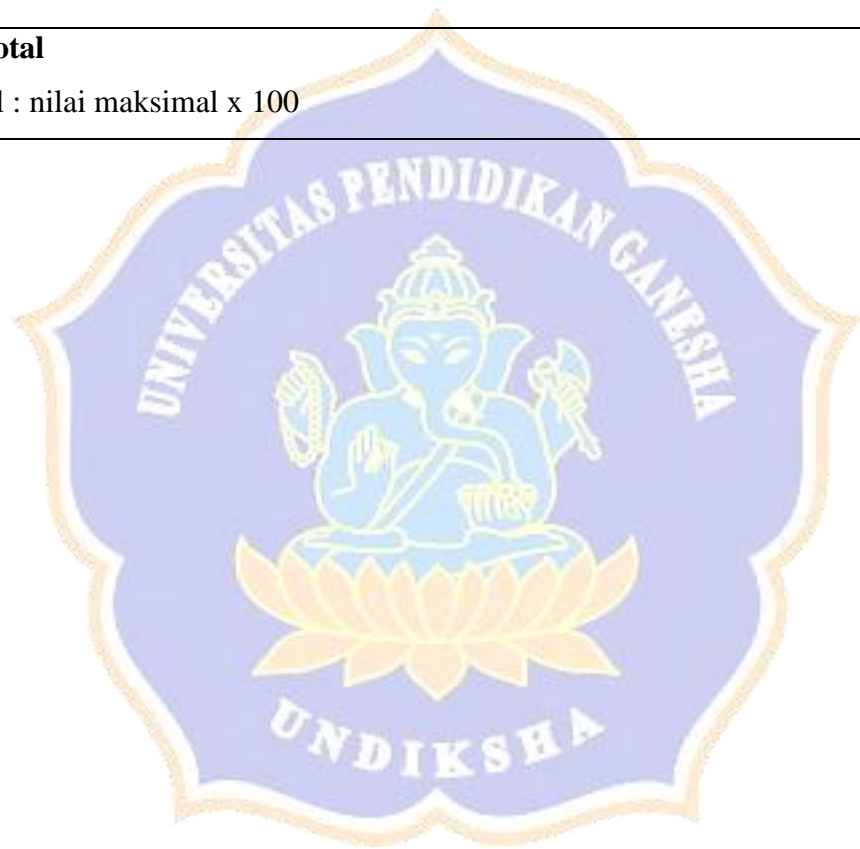 otal
l : nilai maksimal x 100
UNIVERSITAS PENDIDIKAN GANESHA
UNDIKSHA